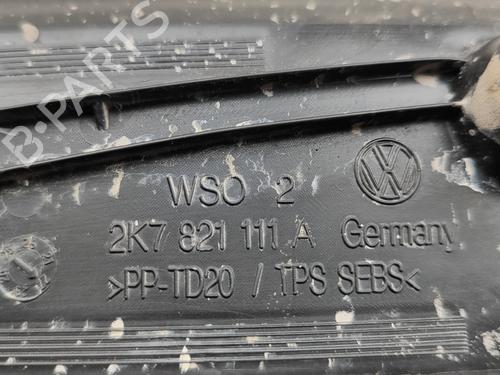 B-PARTS
WSO 2
2K7 821 111 A Germany
>PP-TD20 / TPS SEBS<